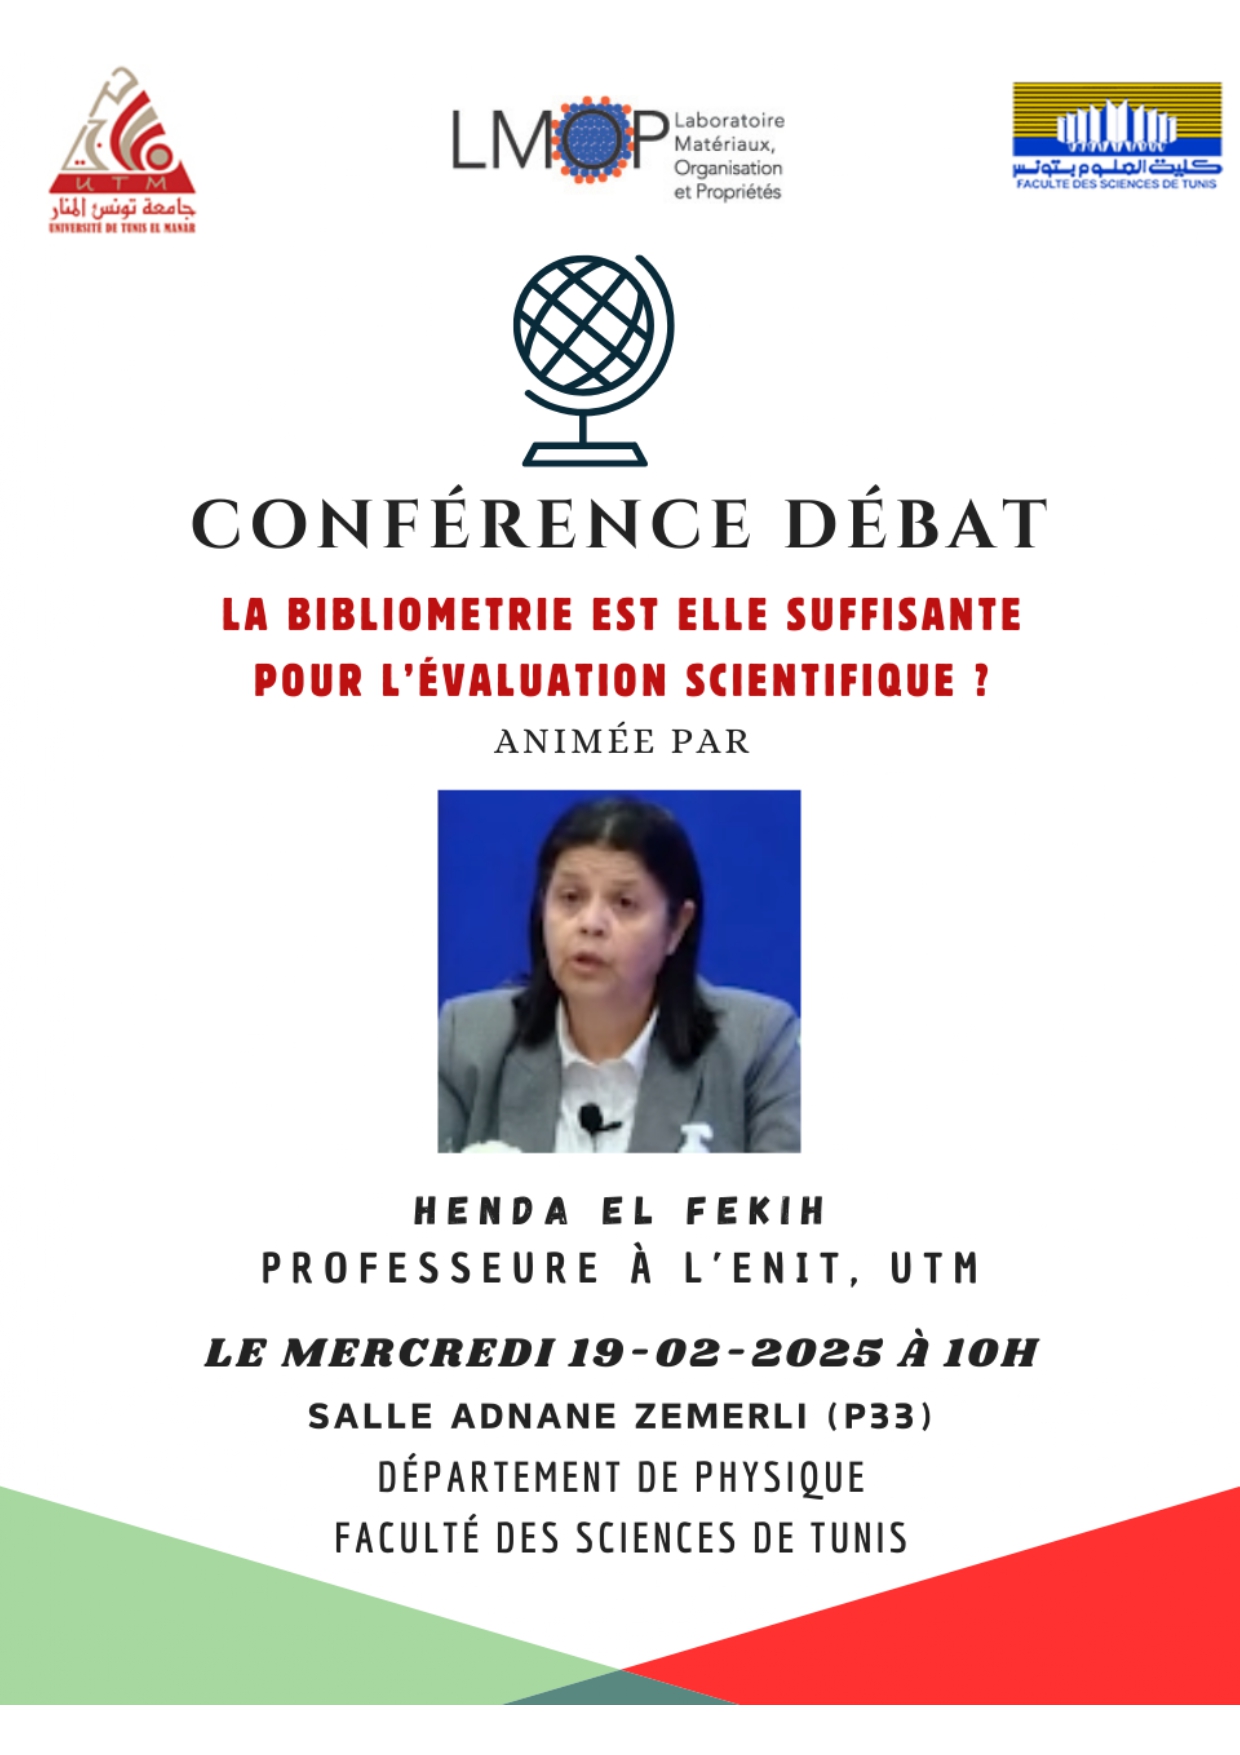 UTM
جامعة تونس المنار
UNIVERSITÉ DE TUNIS EL MANAR
LMOP
Laboratoire
Matériaux,
Organisation
et Propriétés
كلية العلوم بتونس
FACULTE DES SCIENCES DE TUNIS
CONFÉRENCE DÉBAT
LA BIBLIOMETRIE EST ELLE SUFFISANTE
POUR L'ÉVALUATION SCIENTIFIQUE ?
ANIMÉE PAR
HENDA EL FEKIH
PROFESSEURE À L'ENIT, UTM
LE MERCREDI 19-02-2025 À 10H
SALLE ADNANE ZEMERLI (P33)
DÉPARTEMENT DE PHYSIQUE
FACULTÉ DES SCIENCES DE TUNIS